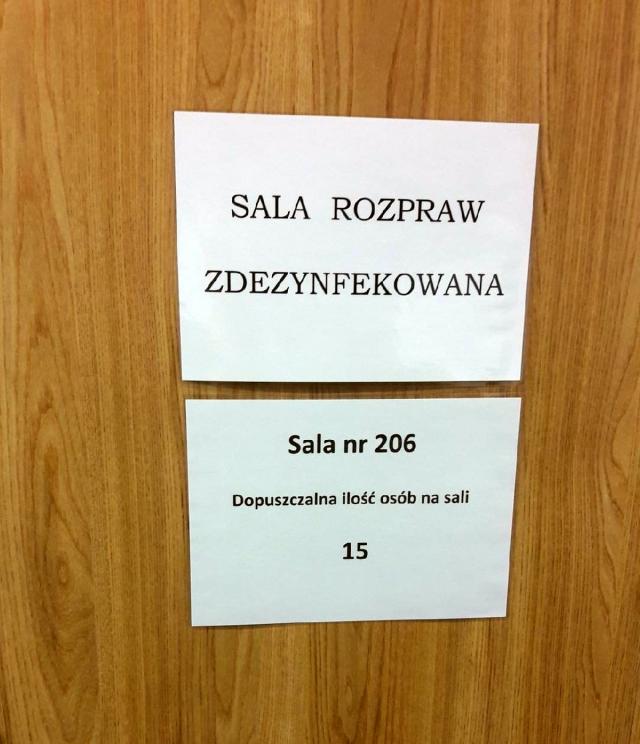 SALA ROZPRAW
ZDEZYNFEKOWANA
Sala nr 206
Dopuszczalna ilość osób na sali
15